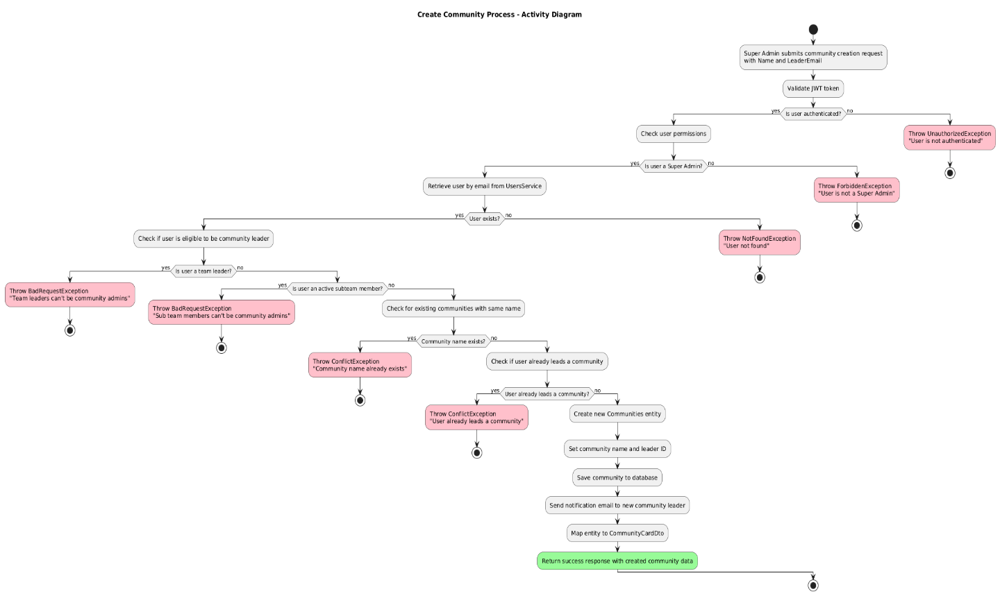 Create Community Process - Activity Diagram
Super Admin submits community creation request
with Name and LeaderEmail
Validate JWT token
yes
Is user authenticated?
no
Check user permissions
Throw UnauthorizedException
"User is not authenticated"
yes
Is user a Super Admin?
no
Retrieve user by email from UsersService
Throw ForbiddenException
"User is not a Super Admin"
yes
User exists?
no
Check if user is eligible to be community leader
Throw NotFoundException
"User not found"
yes
Is user a team leader?
no
Throw BadRequestException
"Team leaders can't be community admins"
yes
Is user an active subteam member?
no
Throw BadRequestException
"Sub team members can't be community admins"
Check for existing communities with same name
yes
Community name exists?
no
Throw ConflictException
"Community name already exists"
Check if user already leads a community
yes
User already leads a community?
no
Throw ConflictException
"User already leads a community"
Create new Communities entity
Set community name and leader ID
Save community to database
Send notification email to new community leader
Map entity to CommunityCardDto
Return success response with created community data